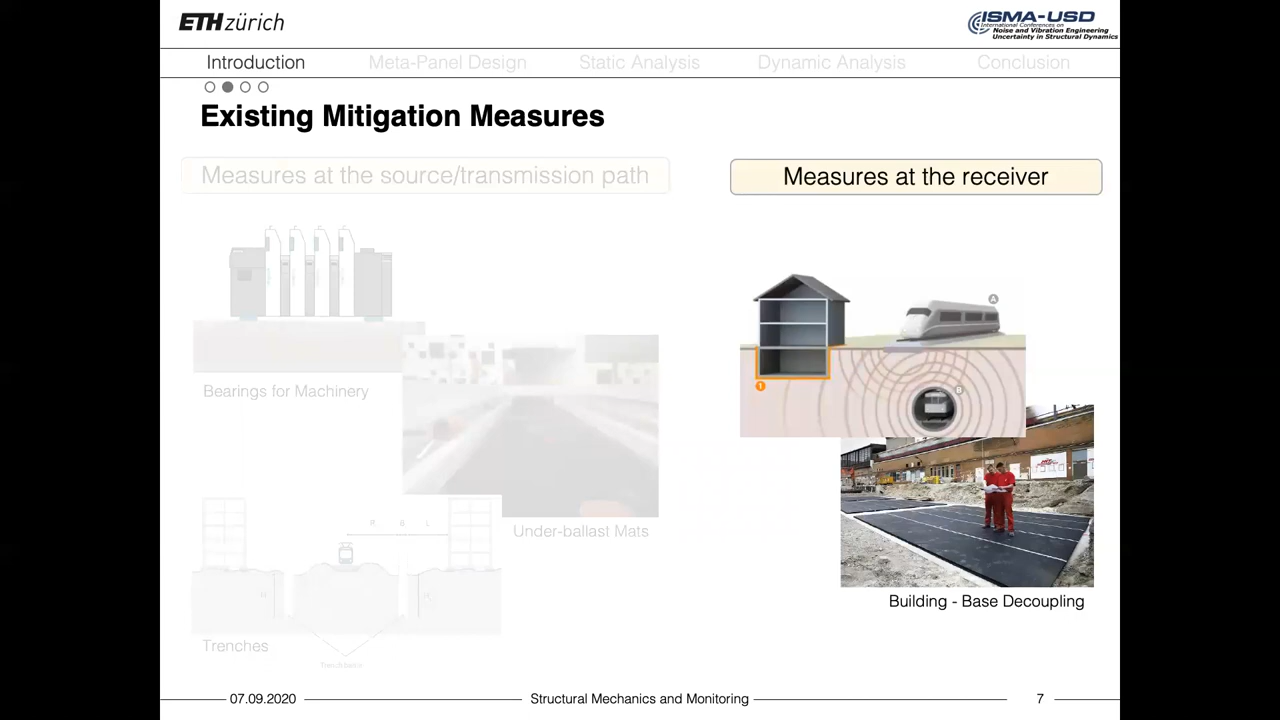 ETH zürich
ISMA-USD
International Conferences on
Noise and Vibration Engineering
Uncertainty in Structural Dynamics
Introduction
Meta-Panel Design
Static Analysis
Dynamic Analysis
Conclusion
Existing Mitigation Measures
Measures at the source/transmission path
Measures at the receiver
A
1
B
Bearings for Machinery
Under-ballast Mats
Building - Base Decoupling
Trenches
07.09.2020
Structural Mechanics and Monitoring
7